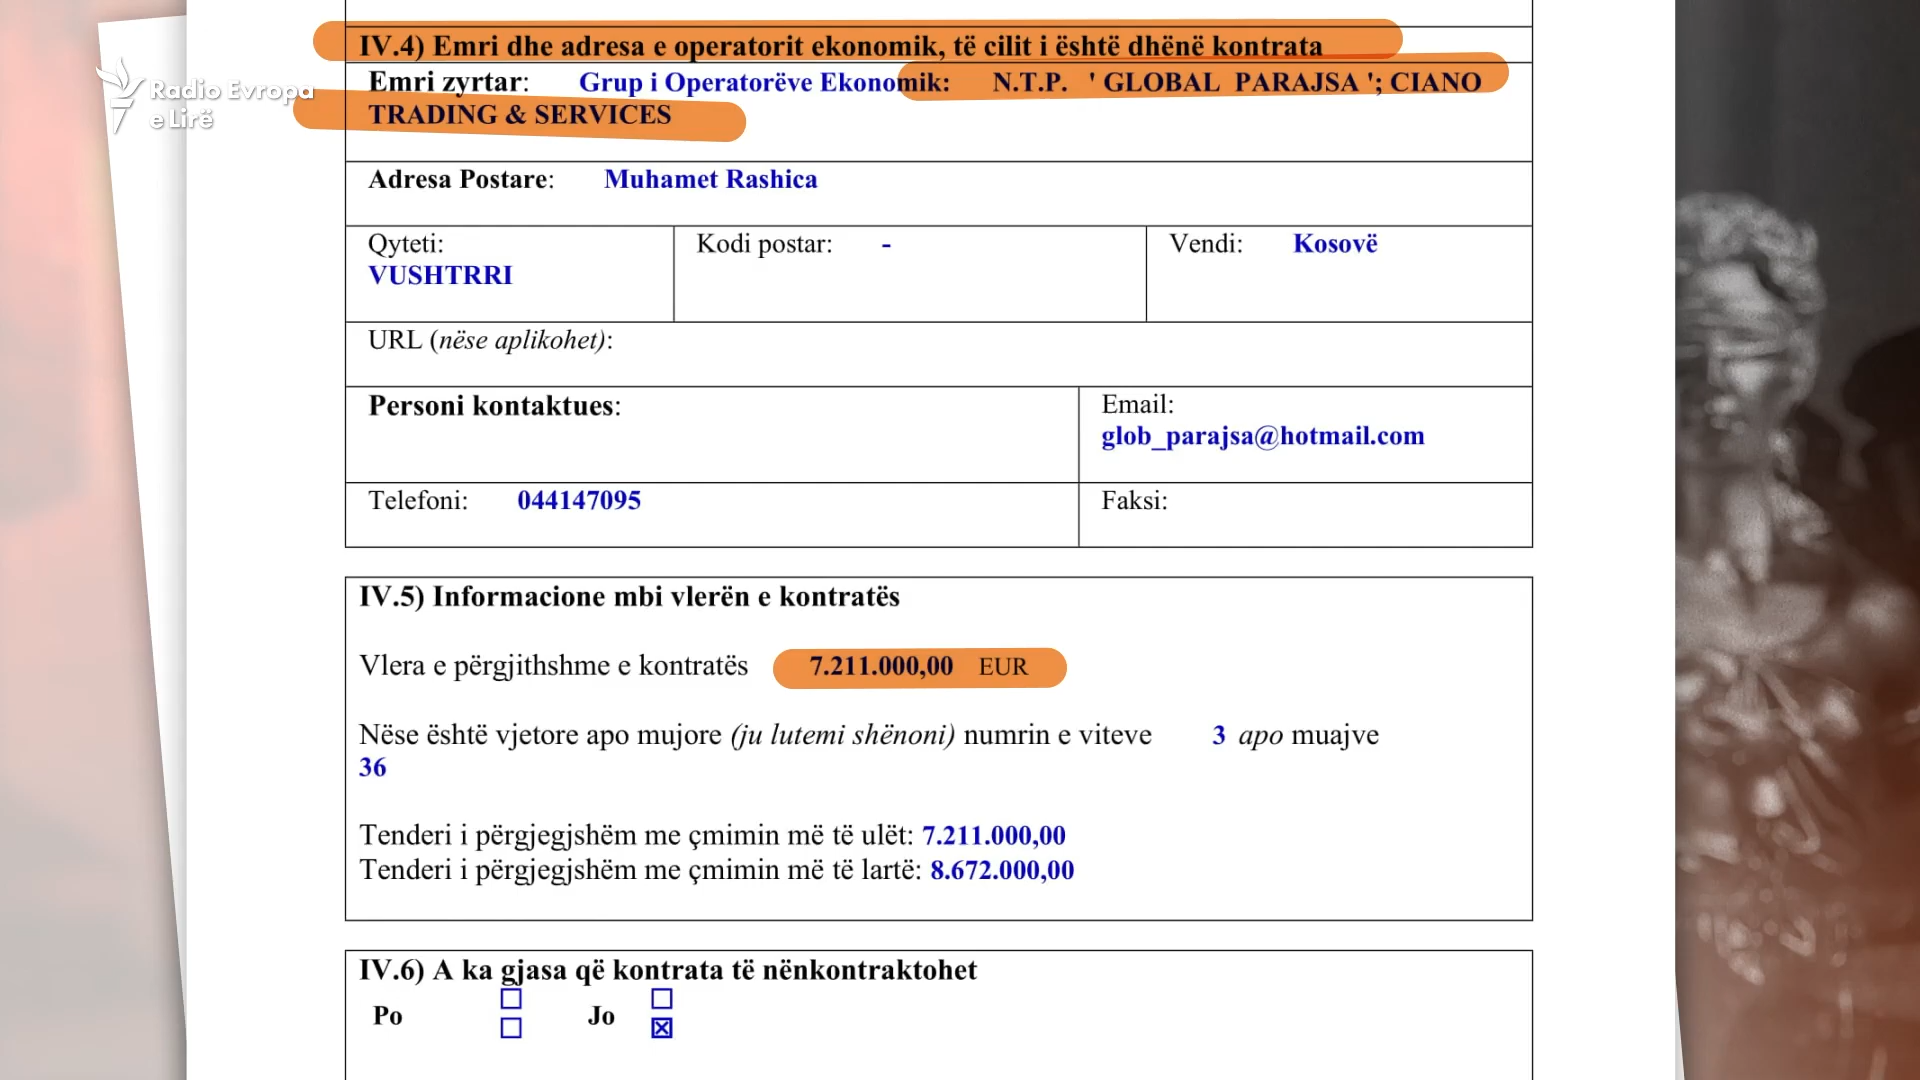 IV.4) Emri dhe adresa e operatorit ekonomik, të cilit i është dhënë kontrata
Emri zyrtar: Grup i Operatorëve Ekonomik: N.T.P. ' GLOBAL PARAJSA '; CIANO
TRADING & SERVICES
Radio Evropa
e Lirë
Adresa Postare: Muhamet Rashica
Qyteti:
VUSHTRRI
Kodi postar: -
Vendi: Kosovë
URL (nëse aplikohet):
Personi kontaktues:
Email:
glob_parajsa@hotmail.com
Telefoni: 044147095
Faksi:
IV.5) Informacione mbi vlerën e kontratës
Vlera e përgjithshme e kontratës 7.211.000,00 EUR
Nëse është vjetore apo mujore (ju lutemi shënoni) numrin e viteve 3 apo muajve
36
Tenderi i përgjegjshëm me çmimin më të ulët: 7.211.000,00
Tenderi i përgjegjshëm me çmimin më të lartë: 8.672.000,00
IV.6) A ka gjasa që kontrata të nënkontraktohet
Po ☐ Jo ☐
☐ ☒